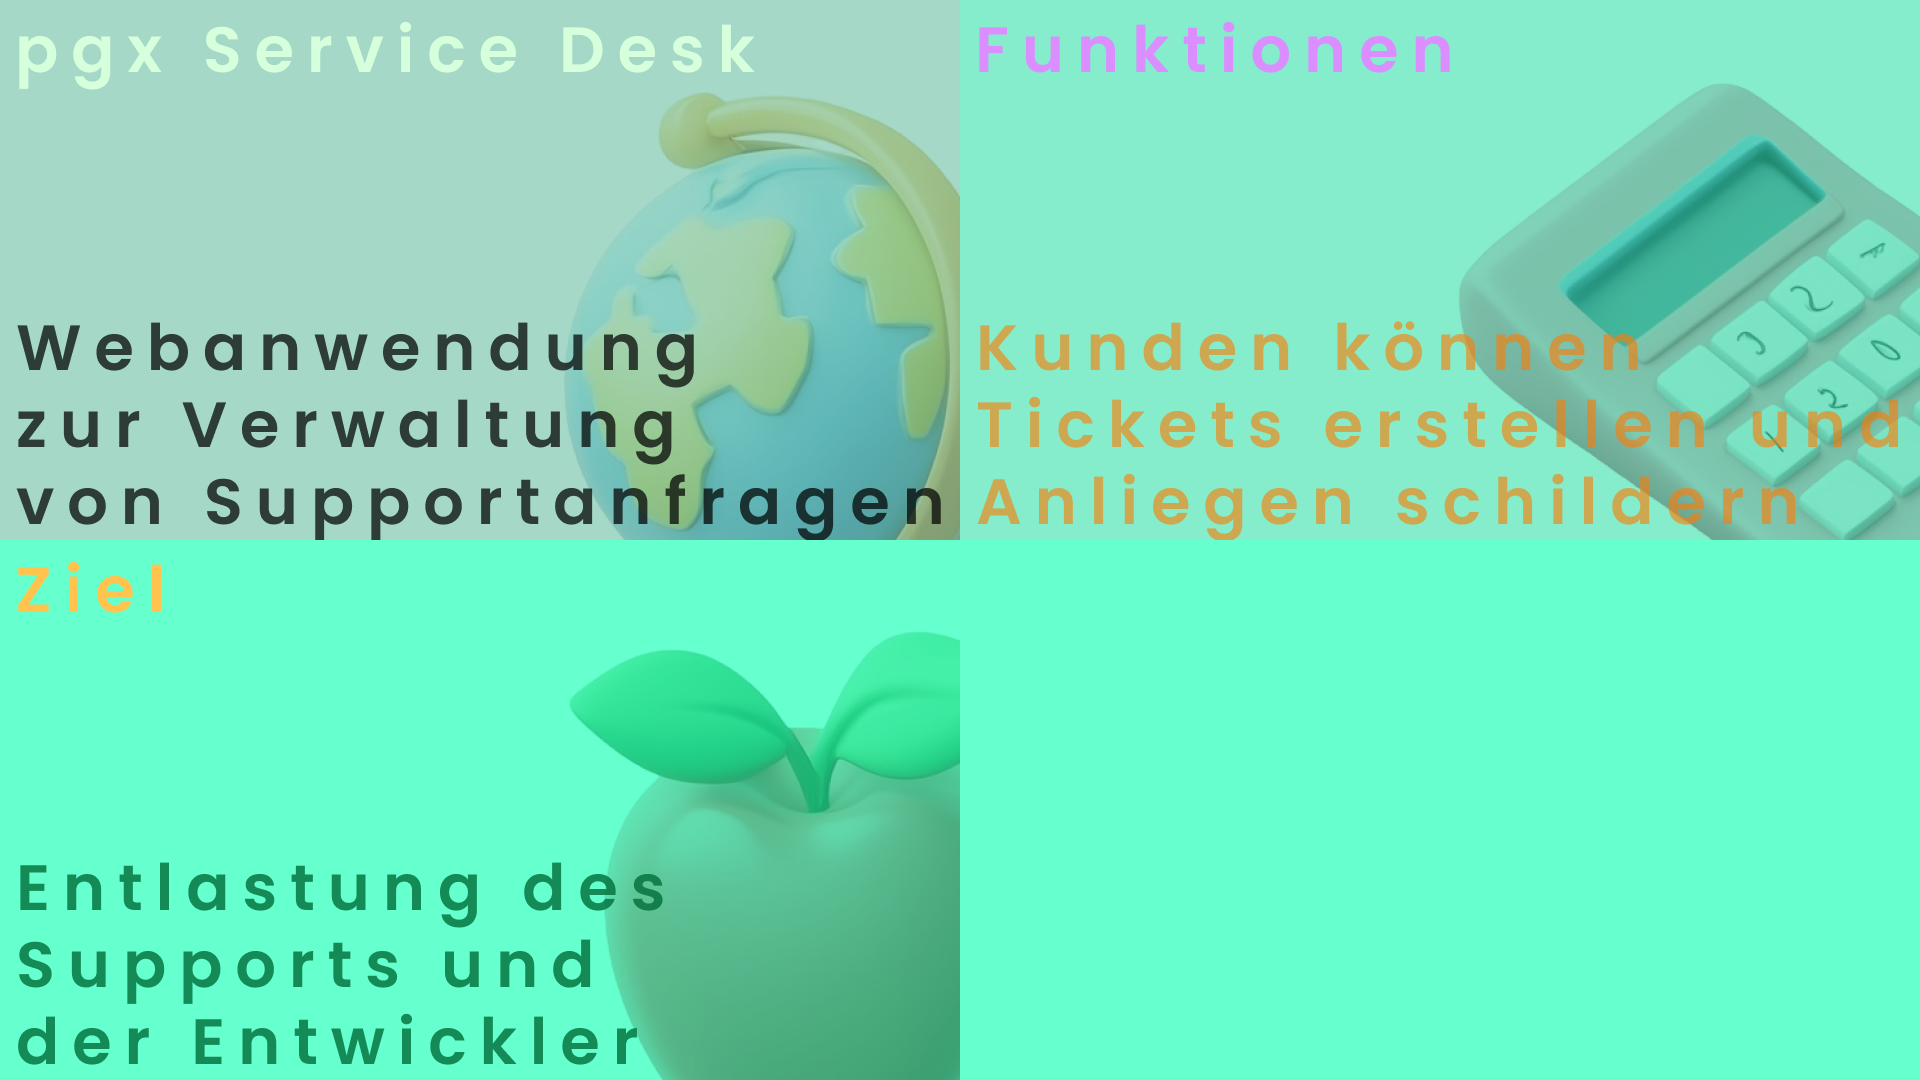 pgx Service Desk
Webanwendung
zur Verwaltung
von Supportanfragen
Funktionen
Kunden können
Tickets erstellen und
Anliegen schildern
Ziel
Entlastung des
Supports und
der Entwickler